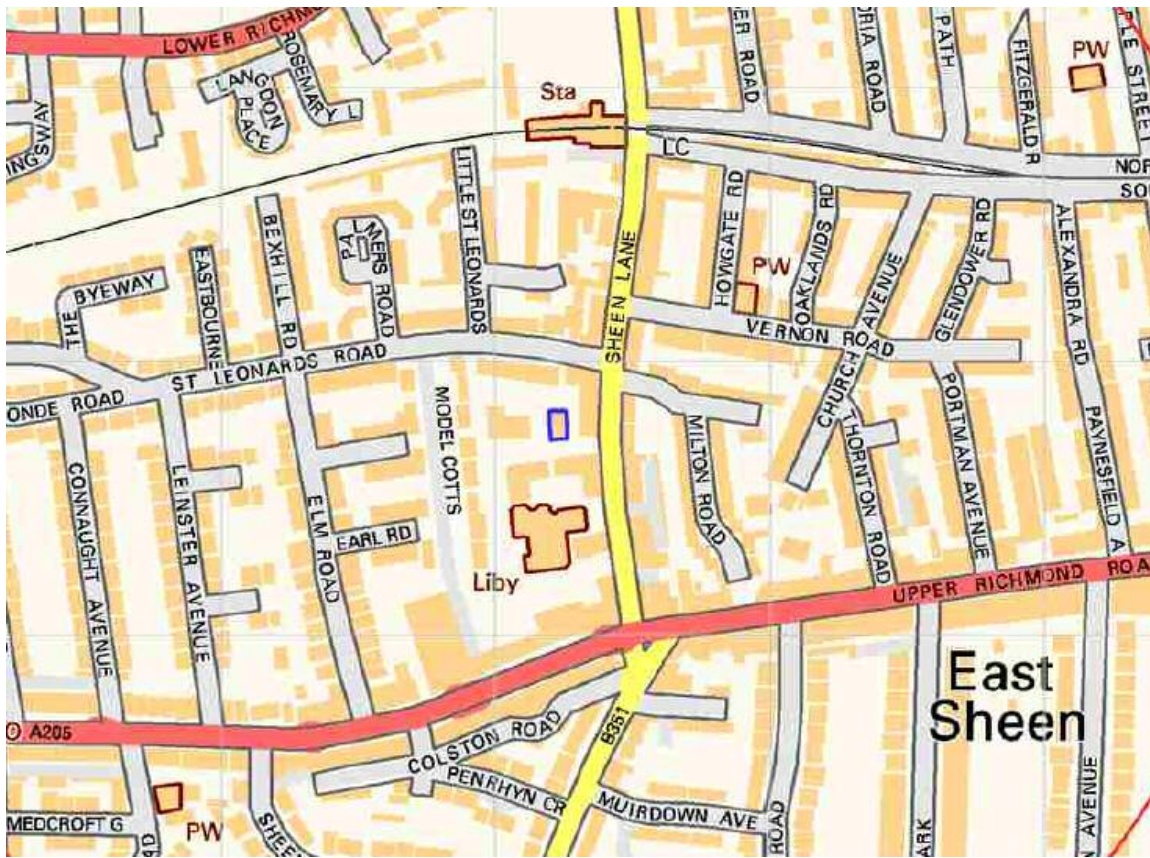 LOWER RICHM
ROSEMARY L
LANGDON
PLACE
PATH
FITZGERALD R
PW
Sta
LC
NOR
SOU
LITTLE ST LEONARDS
HOWGATE RD
OAKLANDS RD
PW
BEXHILL RD
PALMERS ROAD
EASTBOURNE
THE BYEWAY
SHEEN LANE
VERNON ROAD
CHURCH AVENUE
GLENDOWER RD
ALEXANDRA RD
ST LEONARDS ROAD
ONDE ROAD
MODEL COTTS
MILTON ROAD
THORNTON ROAD
PORTMAN AVENUE
PAYNESFIELD A
CONNAUGHT AVENUE
LEINSTER AVENUE
ELM ROAD
EARL RD
Liby
UPPER RICHMOND ROA
East
Sheen
A205
B351
COLSTON ROAD
PENRHYN CR
MUIRDOWN AVE
ROAD
ARK
N AVENUE
MEDCROFT G
PW
SHEE